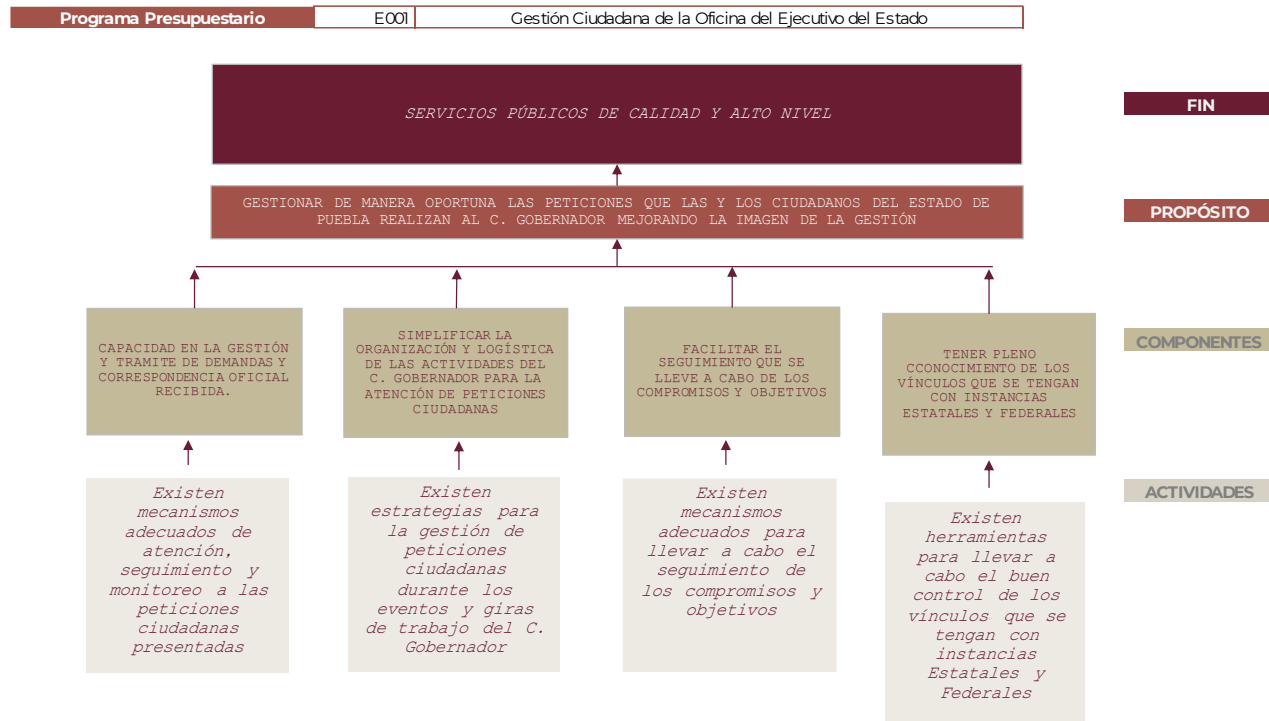 Programa Presupuestario E001 Gestión Ciudadana de la Oficina del Ejecutivo del Estado
SERVICIOS PÚBLICOS DE CALIDAD Y ALTO NIVEL
FIN
GESTIONAR DE MANERA OPORTUNA LAS PETICIONES QUE LAS Y LOS CIUDADANOS DEL ESTADO DE
PUEBLA REALIZAN AL C. GOBERNADOR MEJORANDO LA IMAGEN DE LA GESTIÓN
PROPÓSITO
CAPACIDAD EN LA GESTIÓN
Y TRAMITE DE DEMANDAS Y
CORRESPONDENCIA OFICIAL
RECIBIDA.
SIMPLIFICAR LA
ORGANIZACIÓN Y LOGÍSTICA
DE LAS ACTIVIDADES DEL
C. GOBERNADOR PARA LA
ATENCIÓN DE PETICIONES
CIUDADANAS
FACILITAR EL
SEGUIMIENTO QUE SE
LLEVE A CABO DE LOS
COMPROMISOS Y OBJETIVOS
TENER PLENO
CCONOCIMIENTO DE LOS
VÍNCULOS QUE SE TENGAN
CON INSTANCIAS
ESTATALES Y FEDERALES
COMPONENTES
Existen
mecanismos
adecuados de
atención,
seguimiento y
monitoreo a las
peticiones
ciudadanas
presentadas
Existen
estrategias para
la gestión de
peticiones
ciudadanas
durante los
eventos y giras
de trabajo del C.
Gobernador
Existen
mecanismos
adecuados para
llevar a cabo el
seguimiento de
los compromisos y
objetivos
Existen
herramientas
para llevar a
cabo el buen
control de los
vínculos que se
tengan con
instancias
Estatales y
Federales
ACTIVIDADES